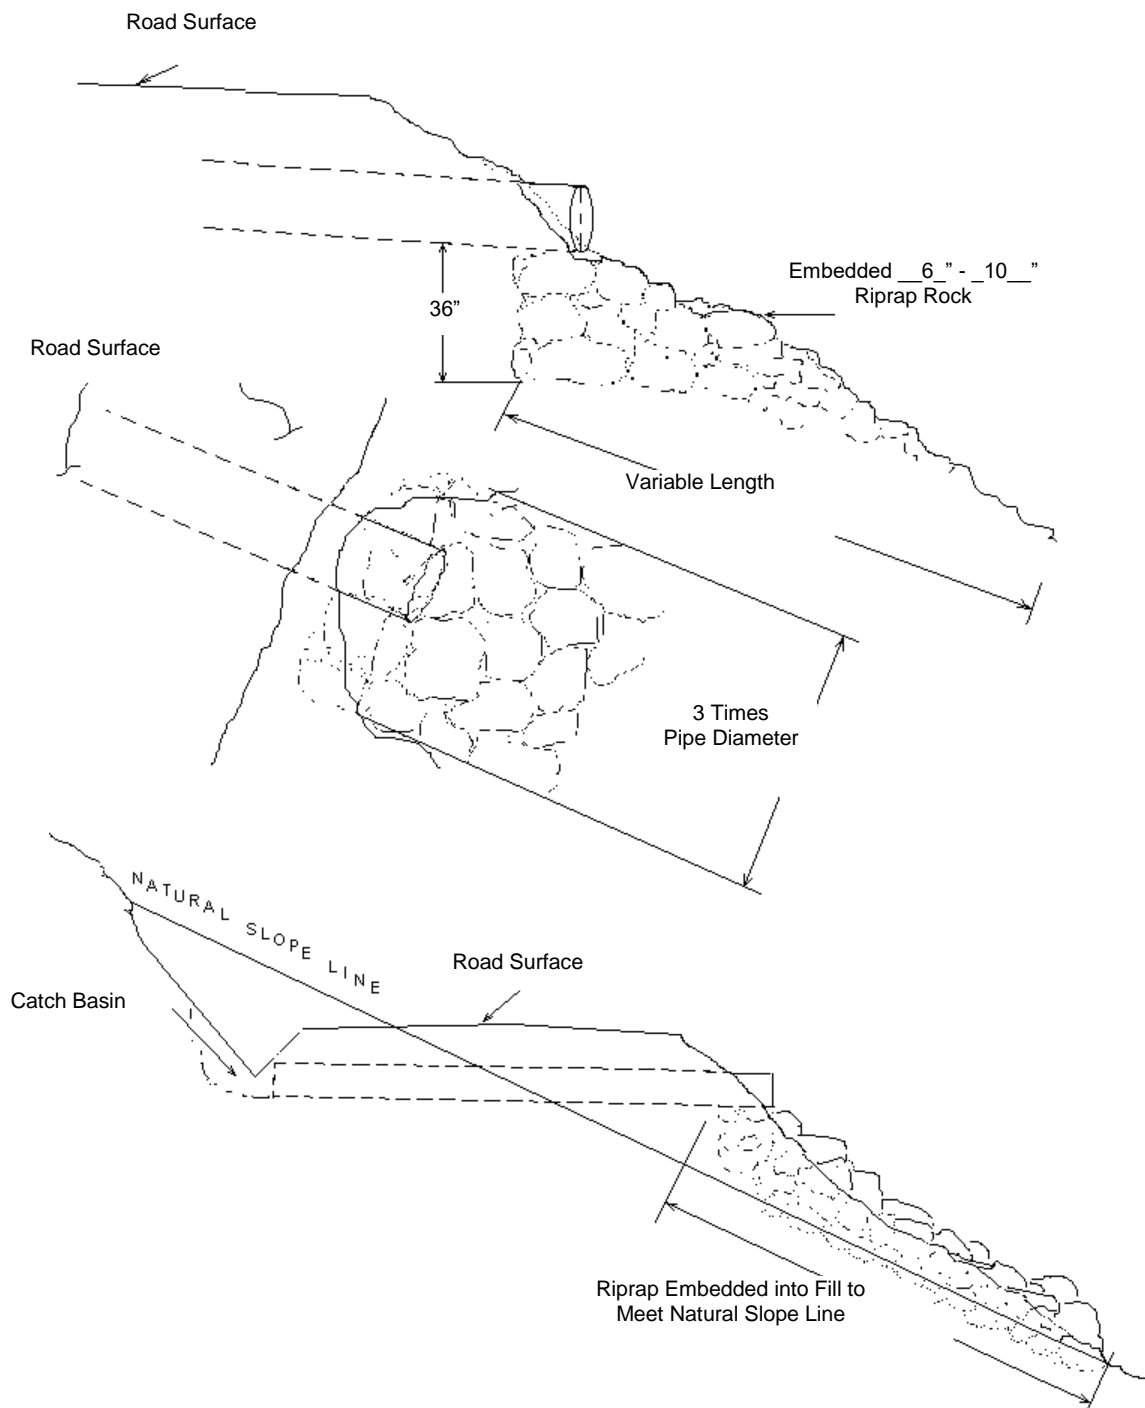 Road Surface
Embedded __6_” - _10__”
Riprap Rock
36”
Road Surface
Variable Length
3 Times
Pipe Diameter
NATURAL SLOPE LINE
Road Surface
Catch Basin
Riprap Embedded into Fill to
Meet Natural Slope Line